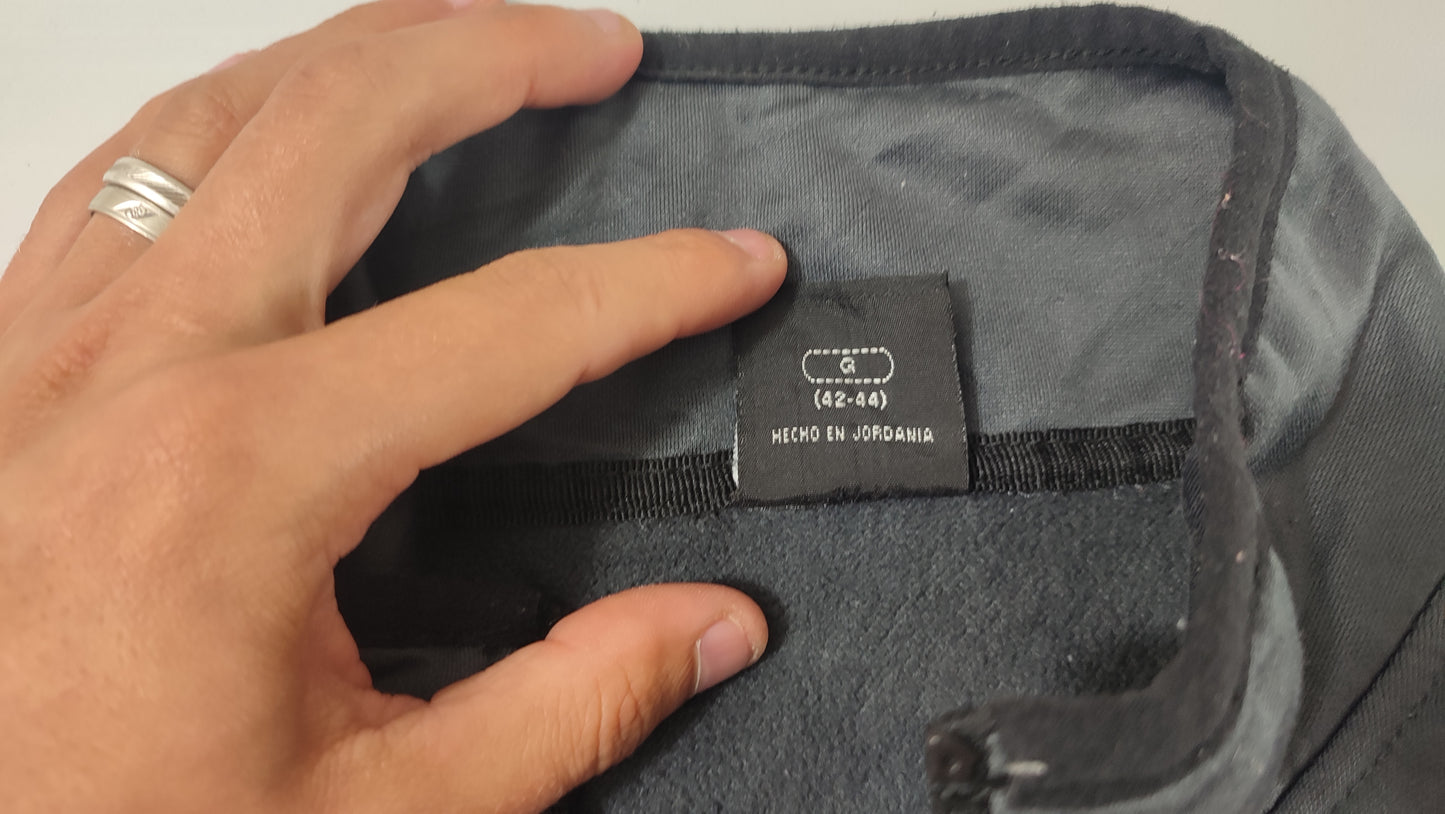 G
(42-44)
HECHO EN JORDANIA